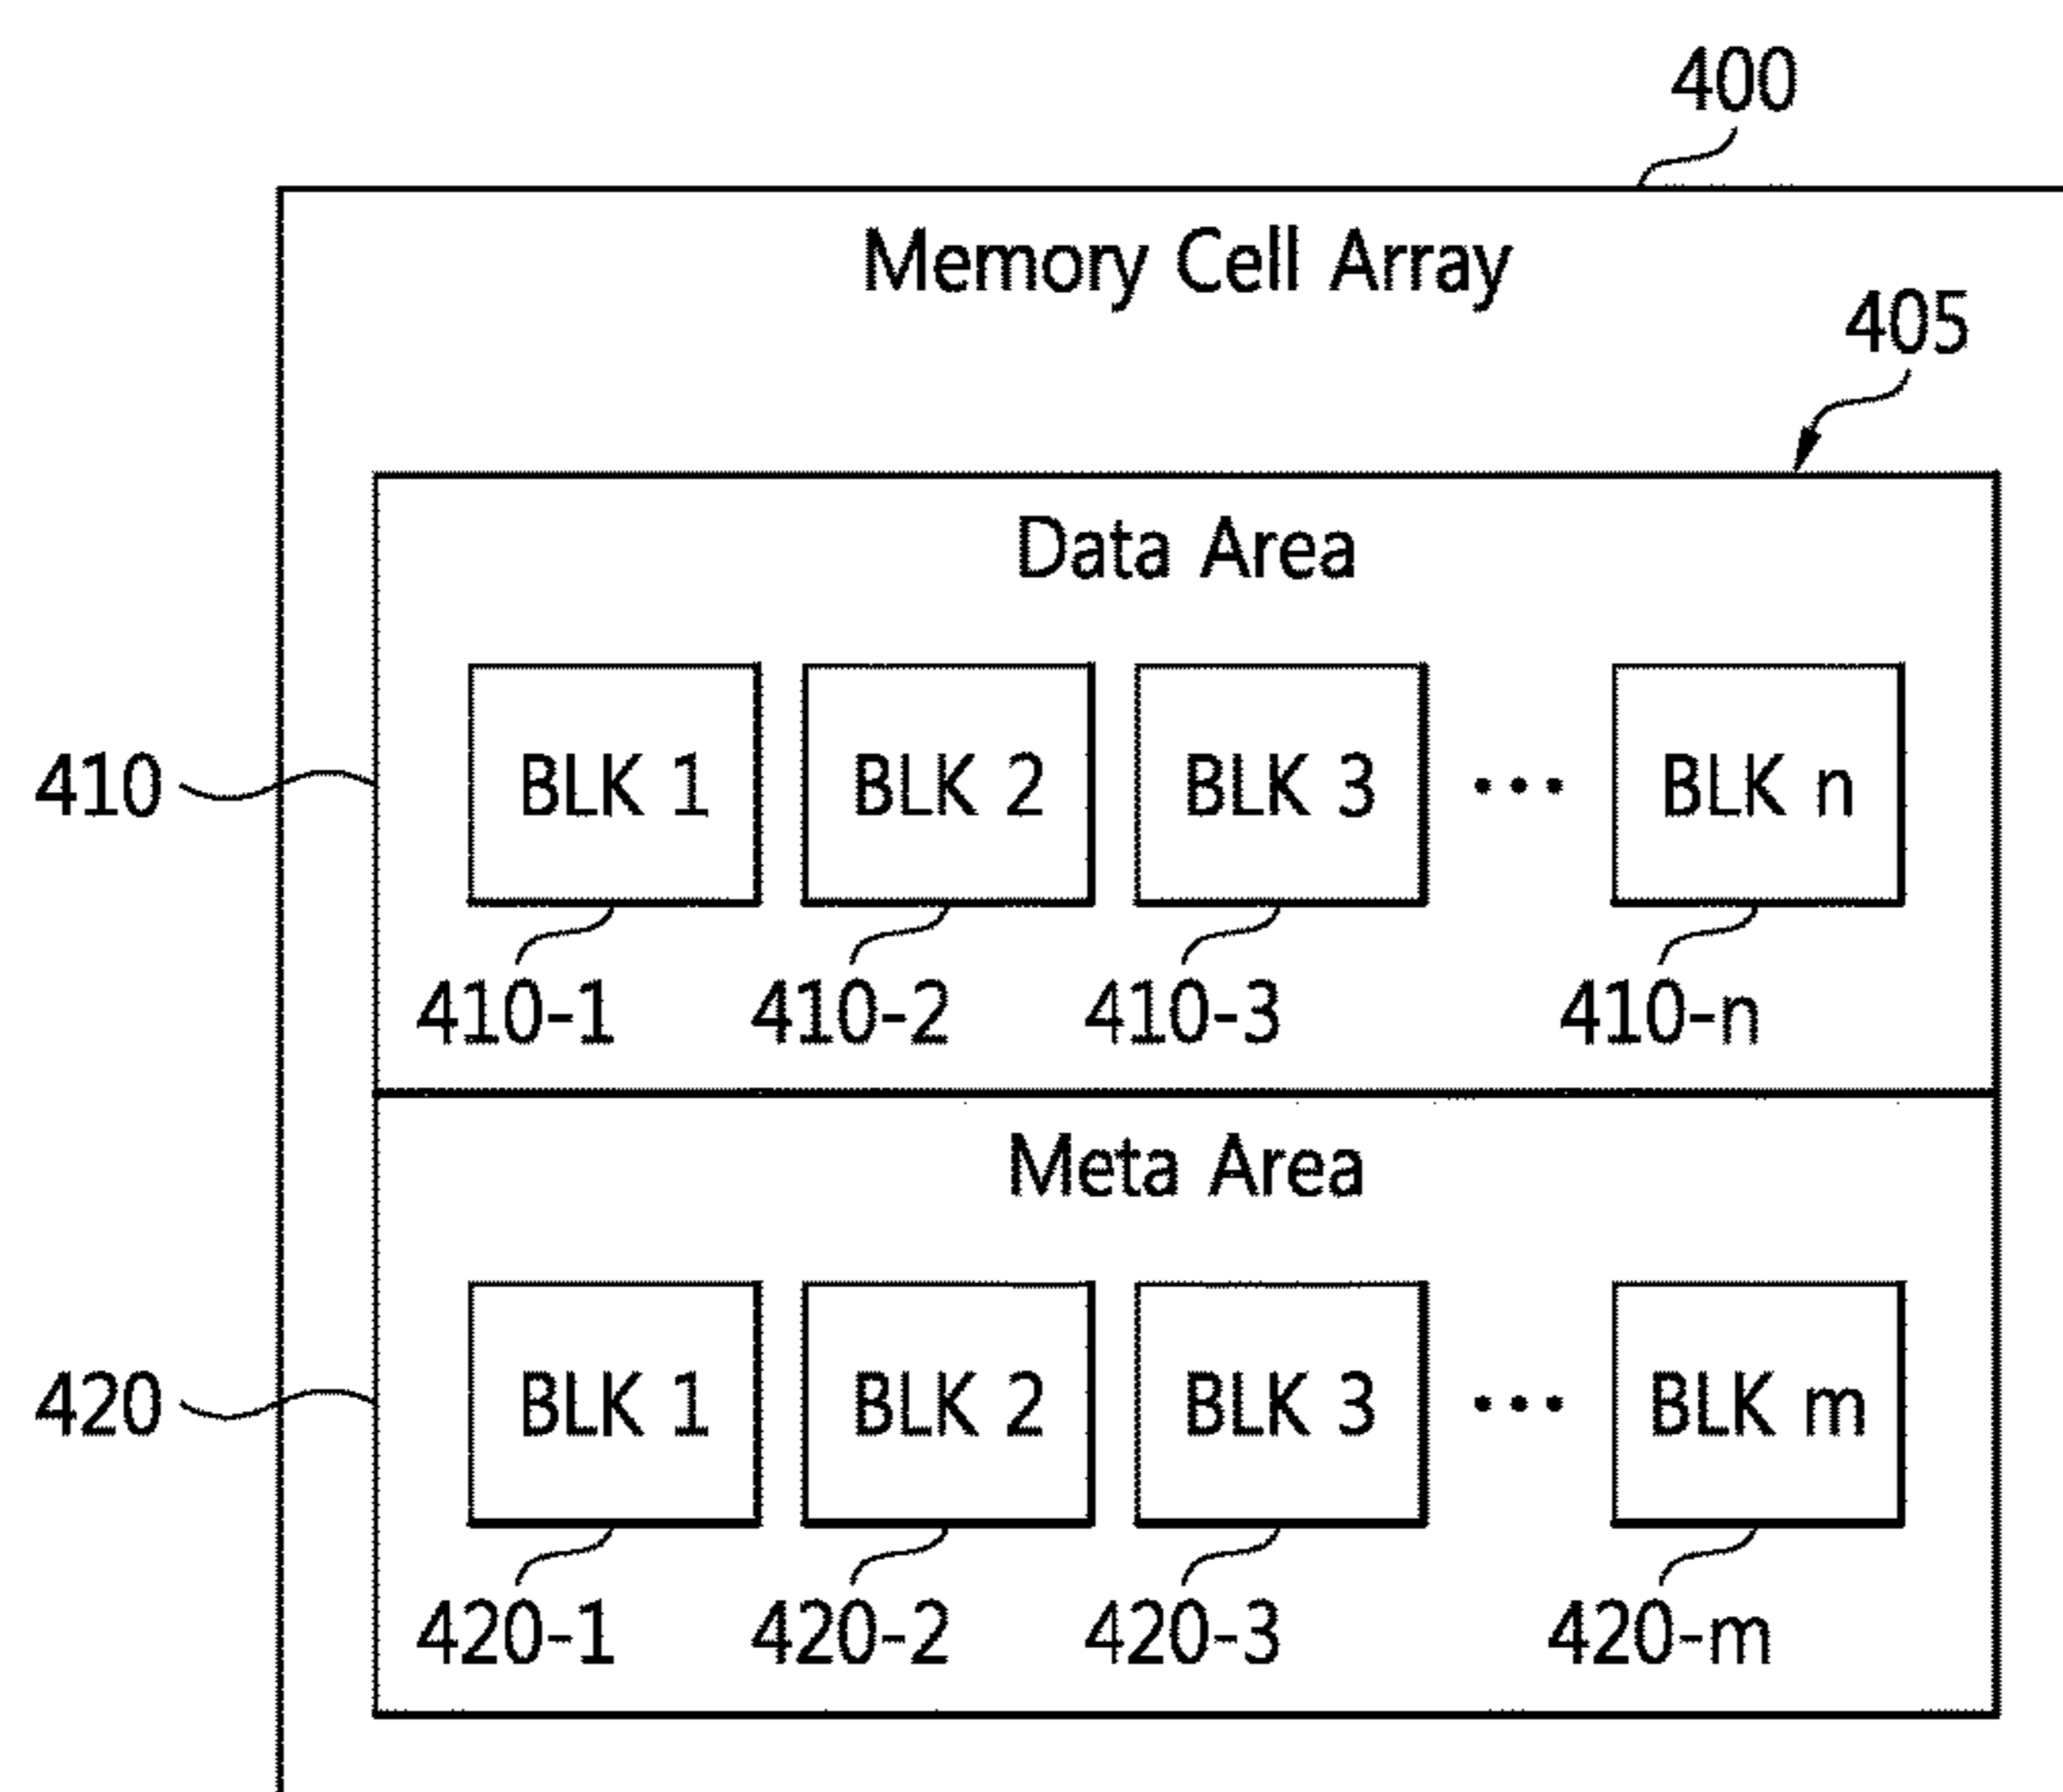 400
Memory Cell Array
405
Data Area
410 BLK 1 BLK 2 BLK 3 ••• BLK n
410-1 410-2 410-3 410-n
Meta Area
420 BLK 1 BLK 2 BLK 3 ••• BLK m
420-1 420-2 420-3 420-m